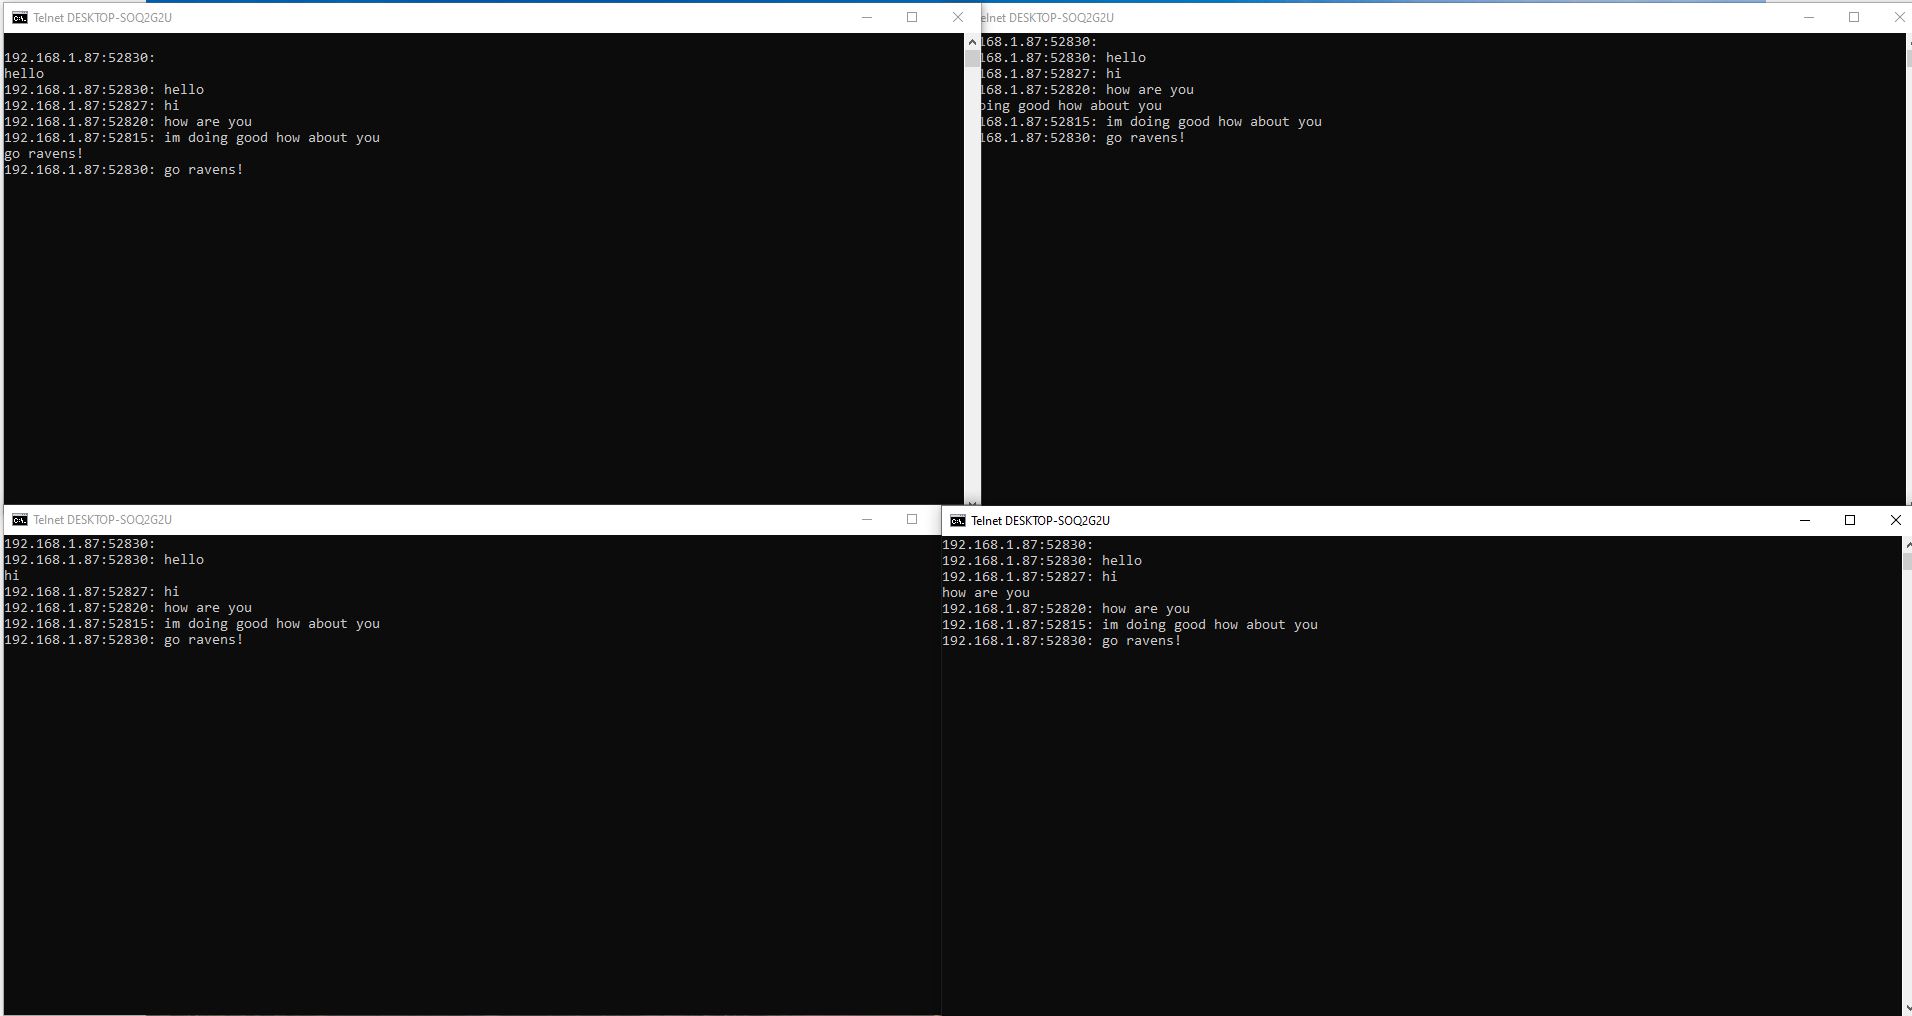 Telnet DESKTOP-SOQ2G2U
192.168.1.87:52830:
hello
192.168.1.87:52830: hello
192.168.1.87:52827: hi
192.168.1.87:52820: how are you
192.168.1.87:52815: im doing good how about you
go ravens!
192.168.1.87:52830: go ravens!
elnet DESKTOP-SOQ2G2U
168.1.87:52830:
168.1.87:52830: hello
168.1.87:52827: hi
168.1.87:52820: how are you
oing good how about you
168.1.87:52815: im doing good how about you
168.1.87:52830: go ravens!
Telnet DESKTOP-SOQ2G2U
192.168.1.87:52830:
192.168.1.87:52830: hello
hi
192.168.1.87:52827: hi
192.168.1.87:52820: how are you
192.168.1.87:52815: im doing good how about you
192.168.1.87:52830: go ravens!
Telnet DESKTOP-SOQ2G2U
192.168.1.87:52830:
192.168.1.87:52830: hello
192.168.1.87:52827: hi
how are you
192.168.1.87:52820: how are you
192.168.1.87:52815: im doing good how about you
192.168.1.87:52830: go ravens!